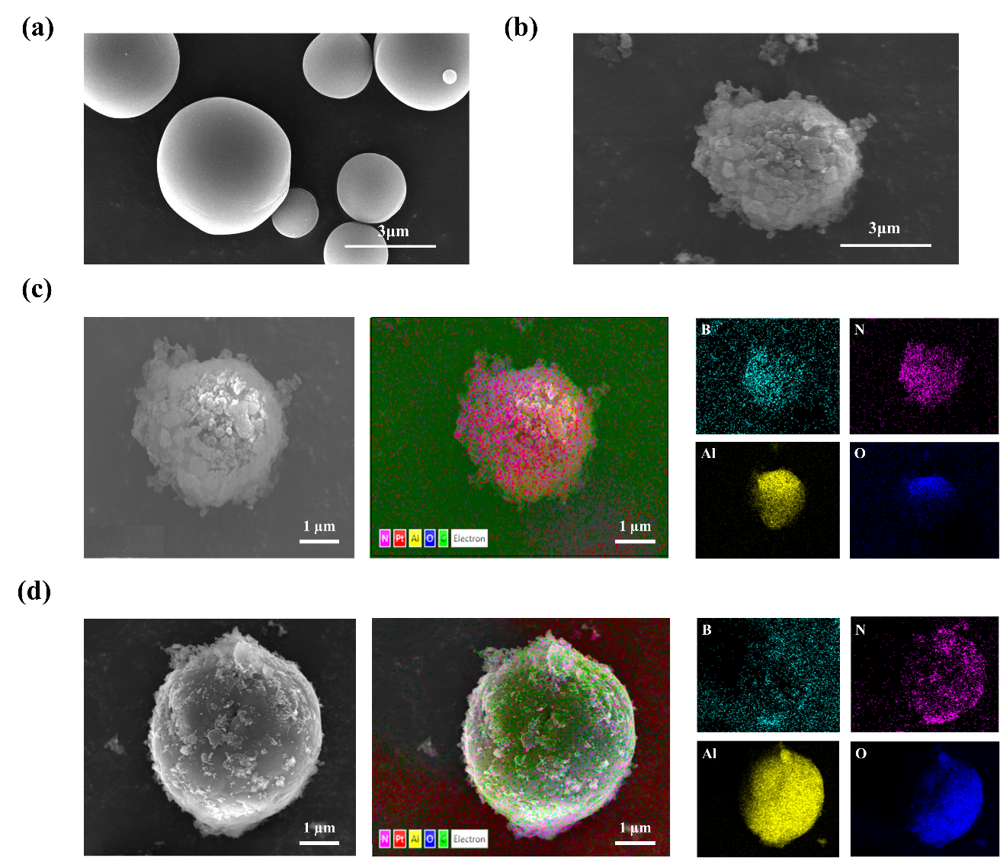 (a)
(b)
3μm
3μm
(c)
B
N
Al
O
1 μm
N Pt Al O C Electron
1 μm
(d)
B
N
Al
O
1 μm
N Pt Al O C Electron
1 μm